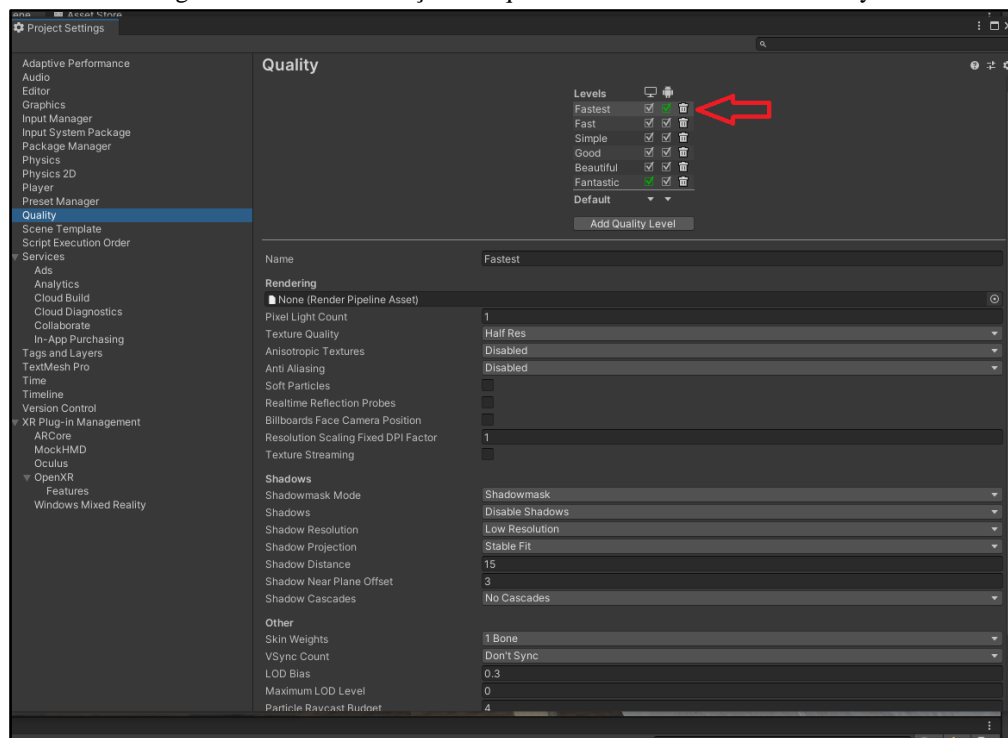 Asset Store
Project Settings
Adaptive Performance
Audio
Editor
Graphics
Input Manager
Input System Package
Package Manager
Physics
Physics 2D
Player
Preset Manager
Quality
Scene Template
Script Execution Order
Services
Ads
Analytics
Cloud Build
Cloud Diagnostics
Collaborate
In-App Purchasing
Tags and Layers
TextMesh Pro
Time
Timeline
Version Control
XR Plug-in Management
ARCore
MockHMD
Oculus
OpenXR
Features
Windows Mixed Reality
Quality
Levels
Fastest
Fast
Simple
Good
Beautiful
Fantastic
Default
Add Quality Level
Name Fastest
Rendering
None (Render Pipeline Asset)
Pixel Light Count 1
Texture Quality Half Res
Anisotropic Textures Disabled
Anti Aliasing Disabled
Soft Particles
Realtime Reflection Probes
Billboards Face Camera Position
Resolution Scaling Fixed DPI Factor 1
Texture Streaming
Shadows
Shadowmask Mode Shadowmask
Shadows Disable Shadows
Shadow Resolution Low Resolution
Shadow Projection Stable Fit
Shadow Distance 15
Shadow Near Plane Offset 3
Shadow Cascades No Cascades
Other
Skin Weights 1 Bone
VSync Count Don't Sync
LOD Bias 0.3
Maximum LOD Level 0
Particle Raycast Budget 4